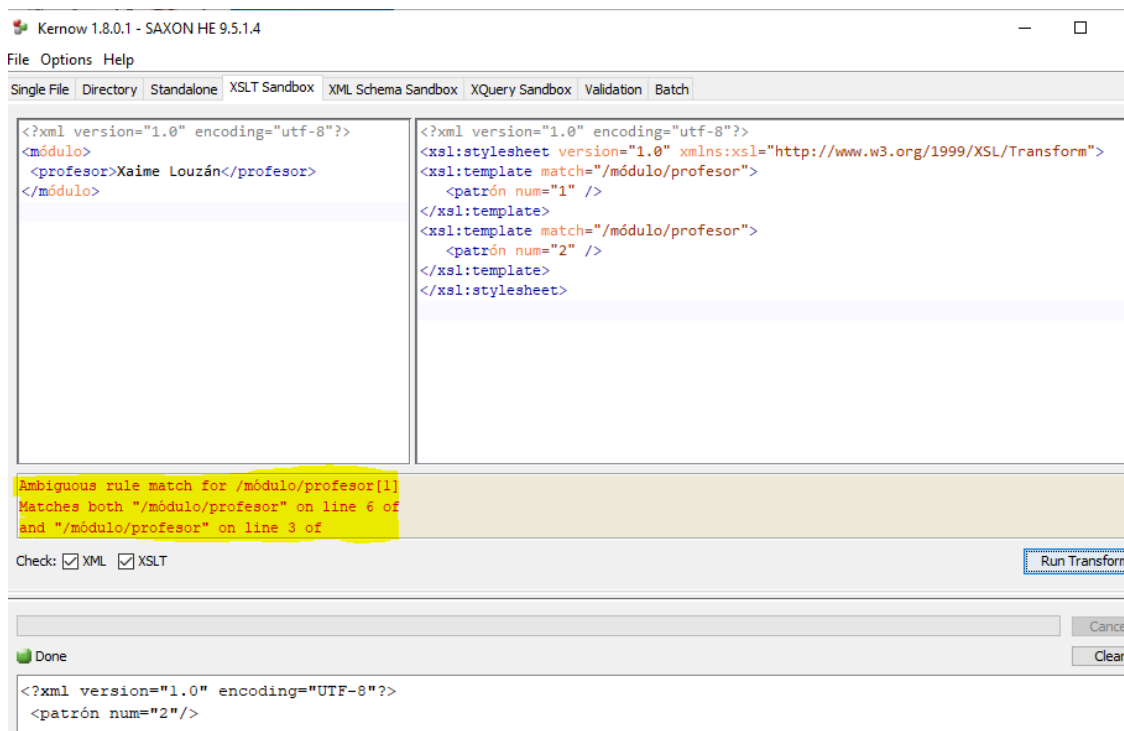 Kernow 1.8.0.1 - SAXON HE 9.5.1.4
File Options Help
Single File Directory Standalone XSLT Sandbox XML Schema Sandbox XQuery Sandbox Validation Batch
<?xml version="1.0" encoding="utf-8"?>
<módulo>
<profesor>Xaime Louzán</profesor>
</módulo>
<?xml version="1.0" encoding="utf-8"?>
<xsl:stylesheet version="1.0" xmlns:xsl="http://www.w3.org/1999/XSL/Transform">
<xsl:template match="/módulo/profesor">
<patrón num="1" />
</xsl:template>
<xsl:template match="/módulo/profesor">
<patrón num="2" />
</xsl:template>
</xsl:stylesheet>
Ambiguous rule match for /módulo/profesor[1]
Matches both "/módulo/profesor" on line 6 of
and "/módulo/profesor" on line 3 of
Check: XML XSLT
Run Transform
Cance
Done
Clear
<?xml version="1.0" encoding="UTF-8"?>
<patrón num="2"/>